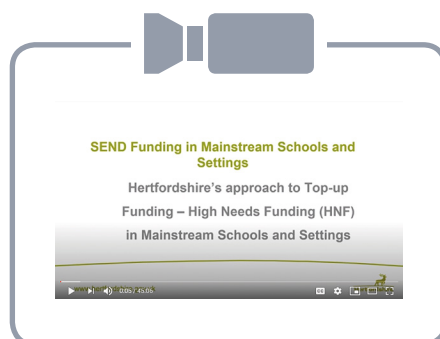 SEND Funding in Mainstream Schools and
Settings
Hertfordshire's approach to Top-up
Funding – High Needs Funding (HNF)
in Mainstream Schools and Settings
0:05 / 45:06